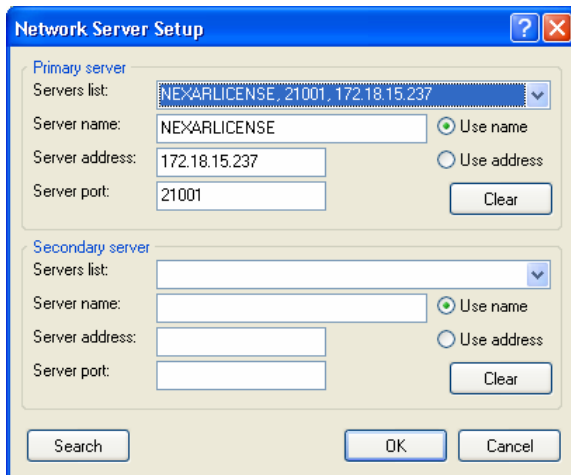 Network Server Setup
Primary server
Servers list: NEXARLICENSE, 21001, 172.18.15.237
Server name: NEXARLICENSE Use name
Server address: 172.18.15.237 Use address
Server port: 21001 Clear
Secondary server
Servers list:
Server name: Use name
Server address: Use address
Server port: Clear
Search OK Cancel